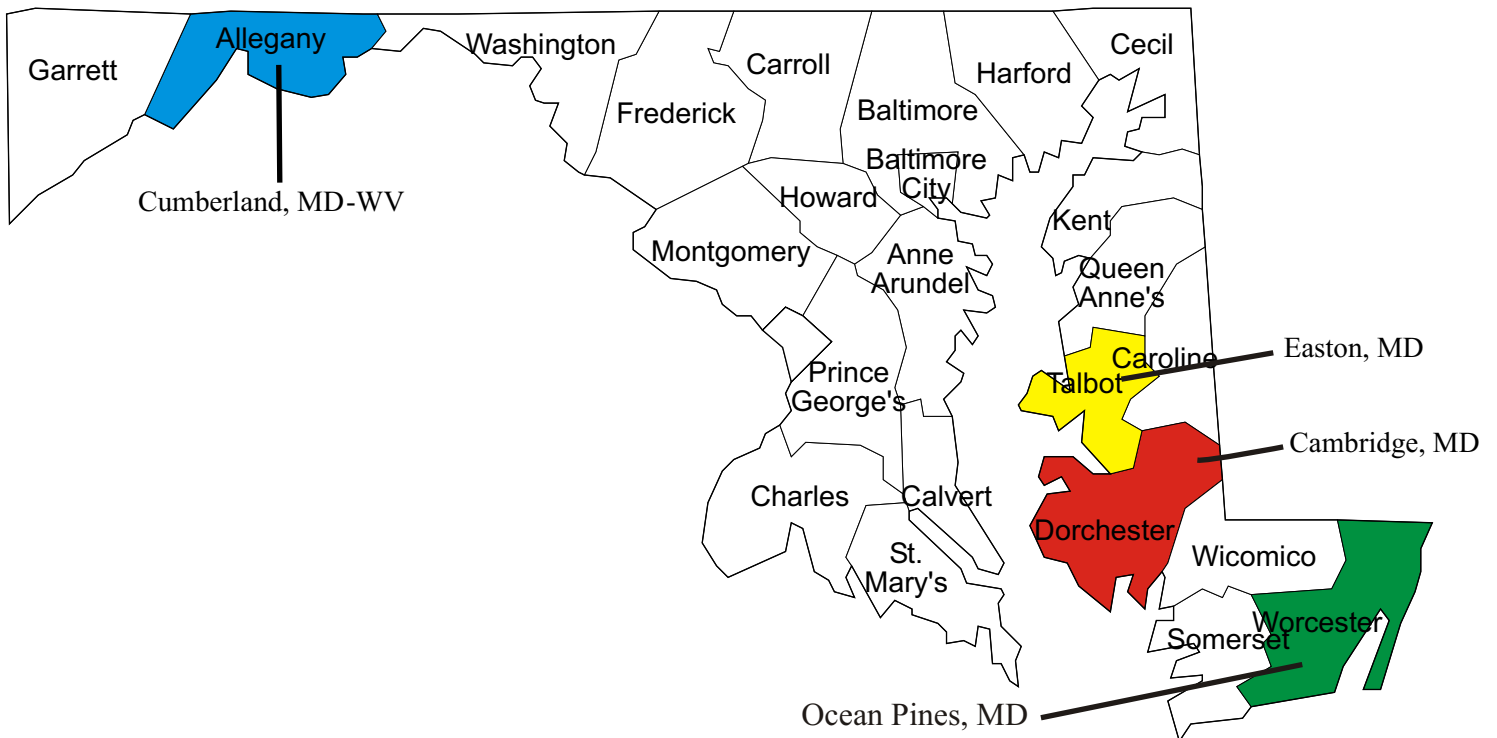 Garrett
Allegany
Washington
Frederick
Carroll
Baltimore
Harford
Cecil
Baltimore
City
Howard
Montgomery
Anne
Arundel
Kent
Queen
Anne's
Cumberland, MD-WV
Caroline
Talbot
Easton, MD
Prince
George's
Cambridge, MD
Charles
Calvert
Dorchester
St.
Mary's
Wicomico
Worcester
Somerset
Ocean Pines, MD